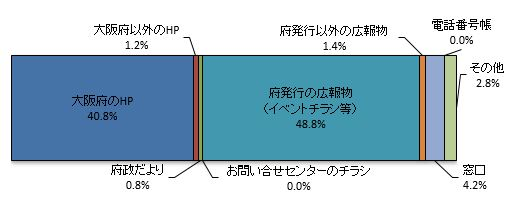 大阪府以外のHP
1.2%
府発行以外の広報物
1.4%
電話番号帳
0.0%
その他
2.8%
大阪府のHP
40.8%
府発行の広報物
（イベントチラシ等）
48.8%
府政だより
0.8%
お問い合せセンターのチラシ
0.0%
窓口
4.2%